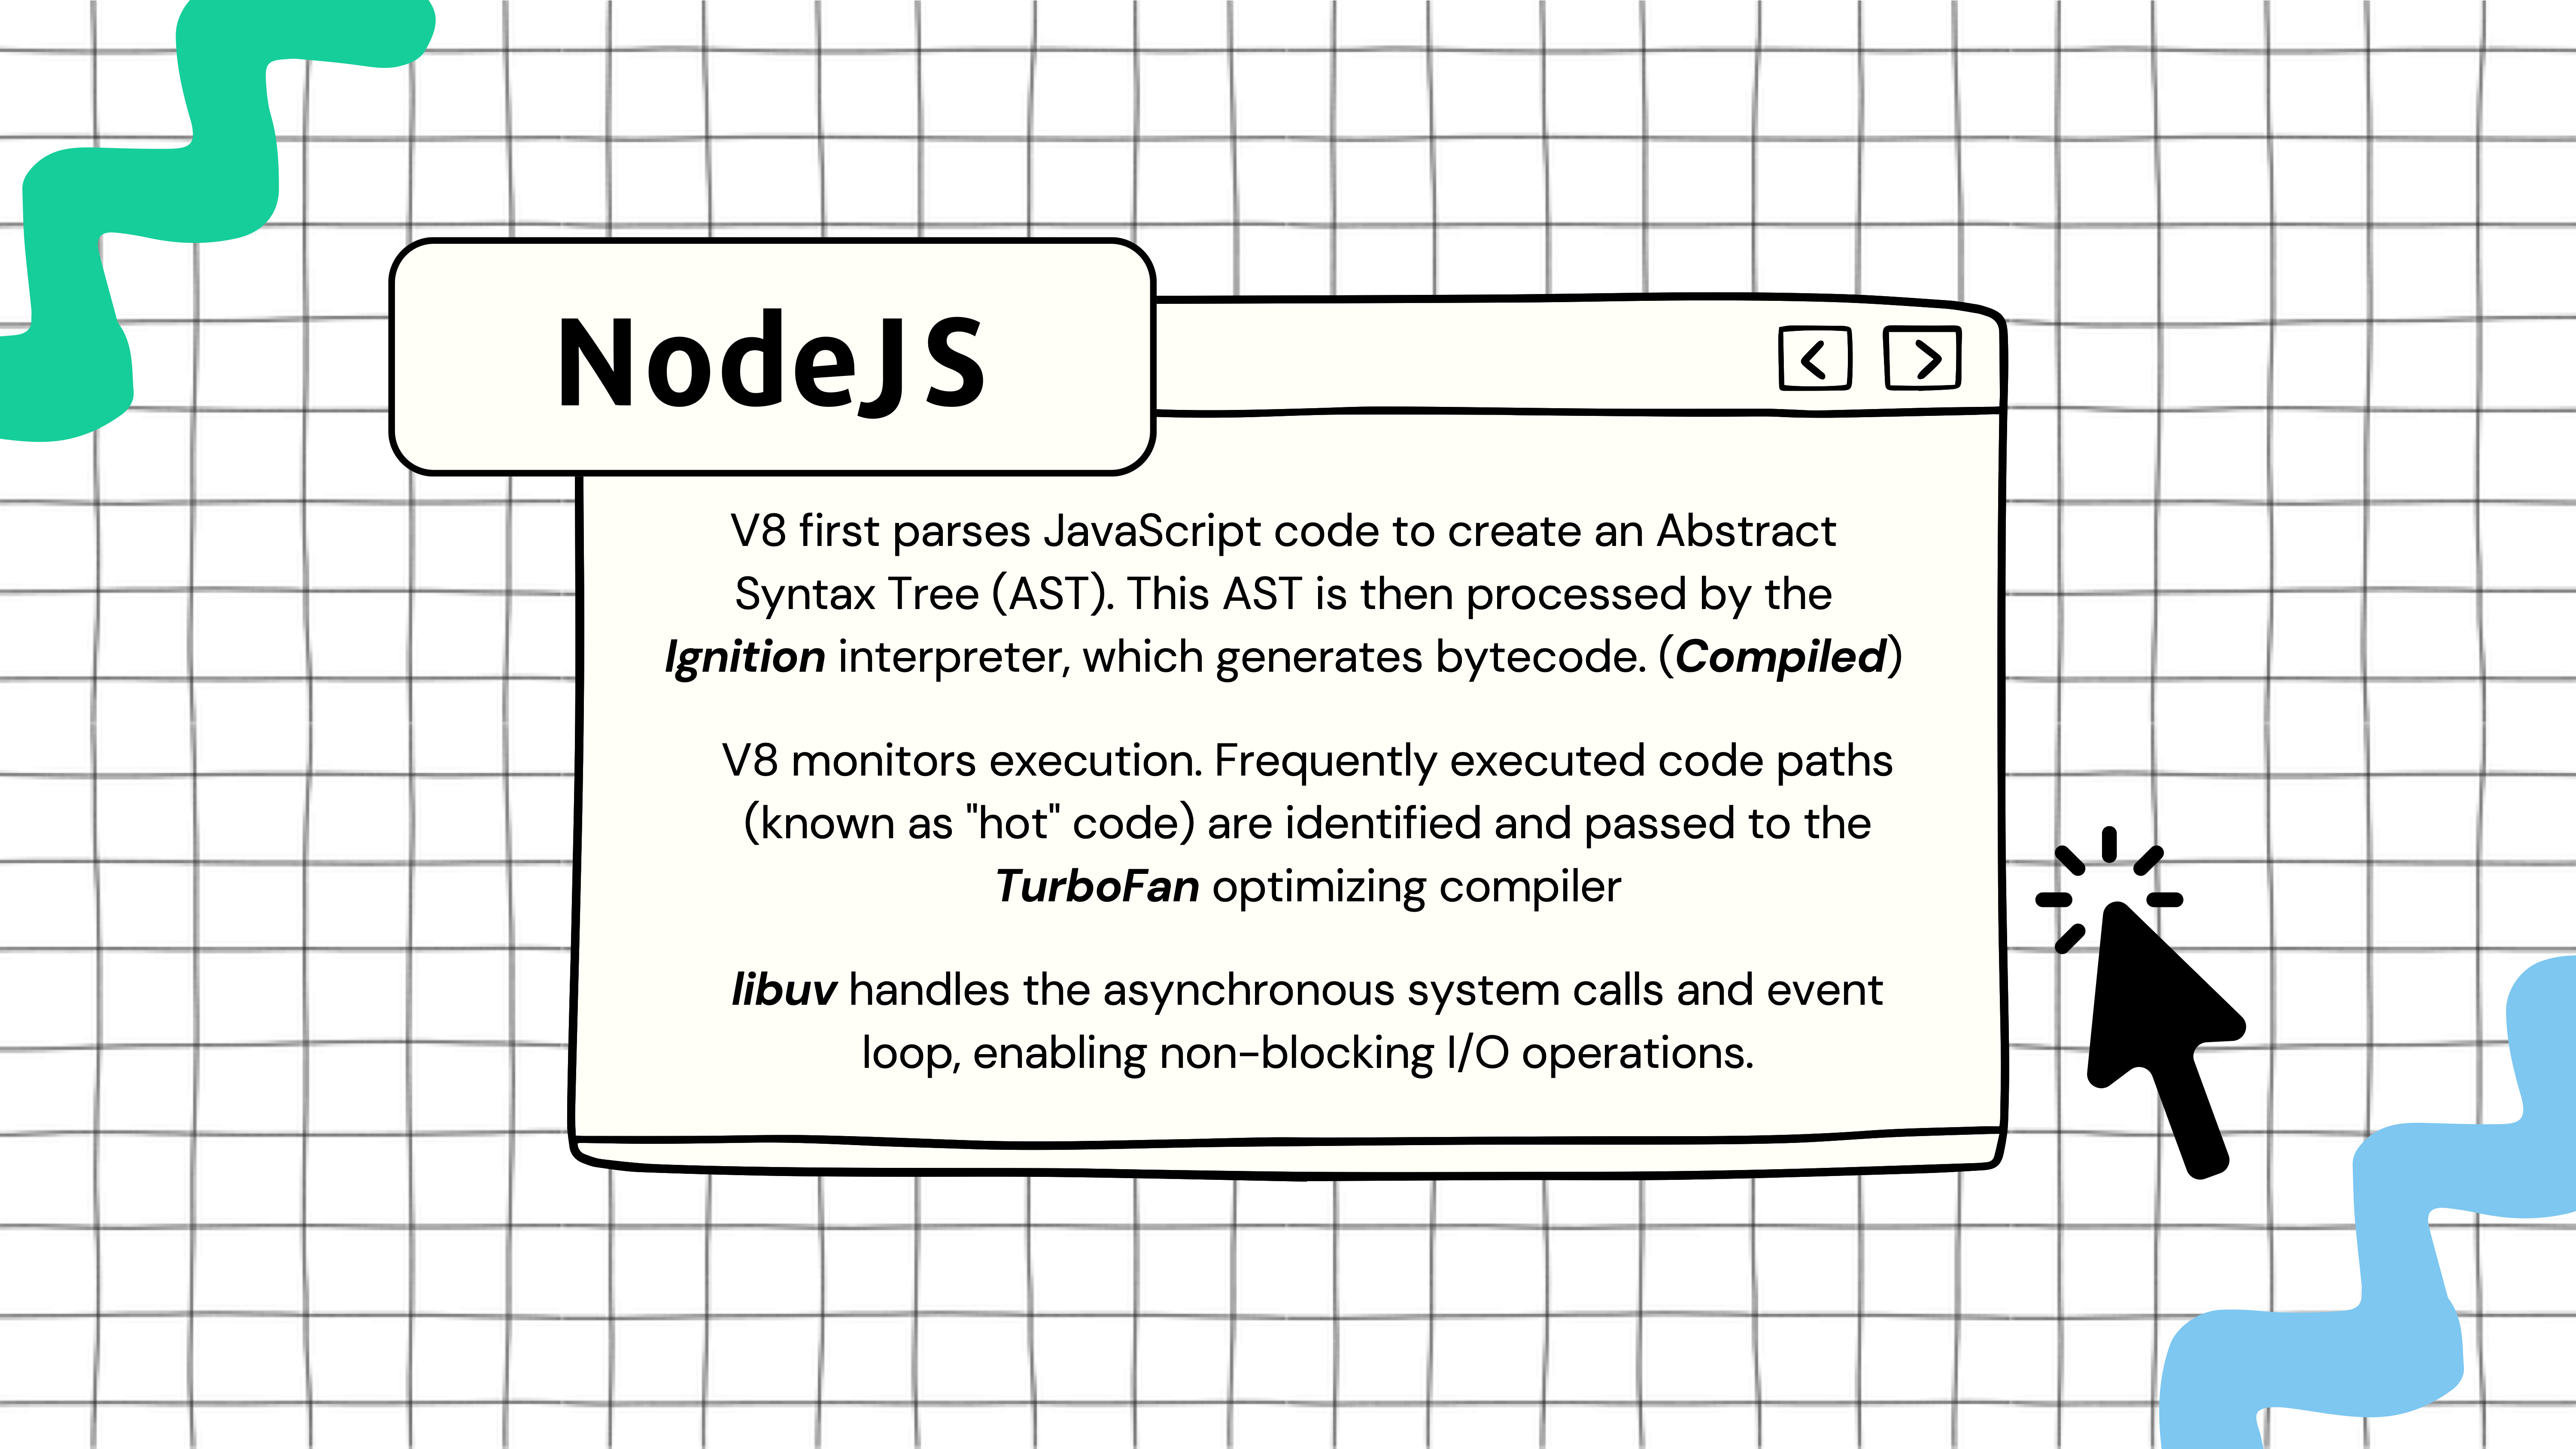 NodeJS
V8 first parses JavaScript code to create an Abstract
Syntax Tree (AST). This AST is then processed by the
Ignition interpreter, which generates bytecode. (Compiled)
V8 monitors execution. Frequently executed code paths
(known as "hot" code) are identified and passed to the
TurboFan optimizing compiler
libuv handles the asynchronous system calls and event
loop, enabling non-blocking I/O operations.